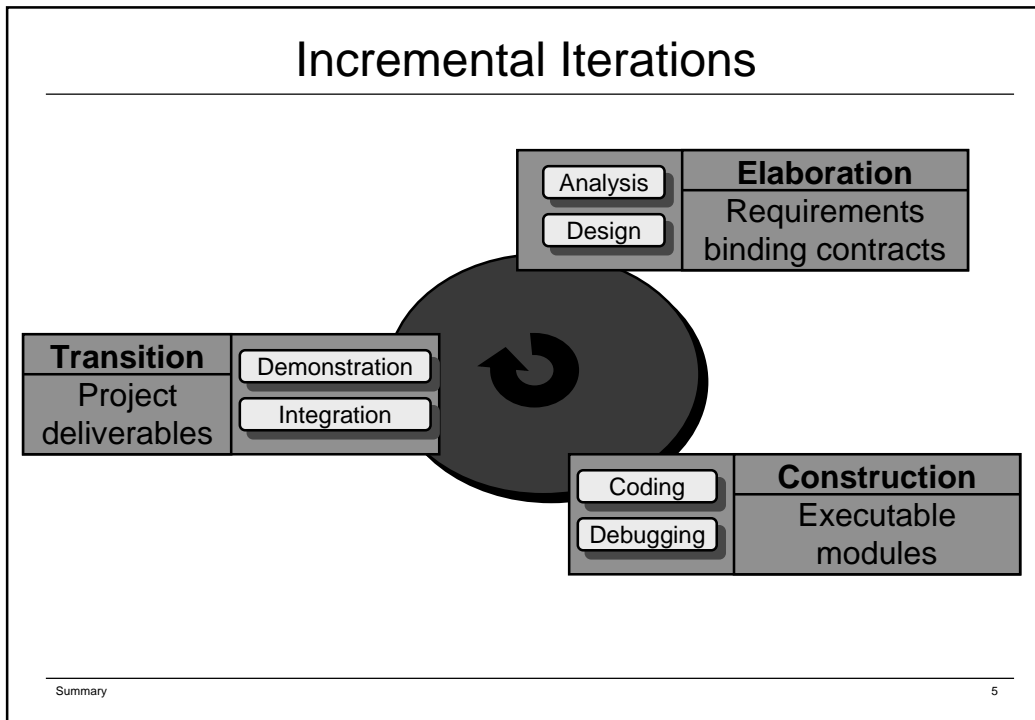 Incremental Iterations
Analysis
Design
Elaboration
Requirements
binding contracts
Transition
Project
deliverables
Demonstration
Integration
Coding
Debugging
Construction
Executable
modules
Summary
5